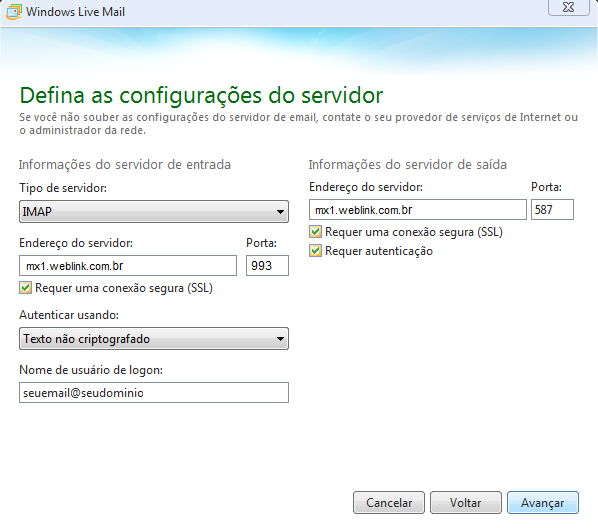 Windows Live Mail
Defina as configurações do servidor
Se você não souber as configurações do servidor de email, contate o seu provedor de serviços de Internet ou
o administrador da rede.
Informações do servidor de entrada
Tipo de servidor:
IMAP
Endereço do servidor: Porta:
mx1.weblink.com.br 993
Requer uma conexão segura (SSL)
Autenticar usando:
Texto não criptografado
Nome de usuário de logon:
seuemail@seudominio
Informações do servidor de saída
Endereço do servidor: Porta:
mx1.weblink.com.br 587
Requer uma conexão segura (SSL)
Requer autenticação
Cancelar Voltar Avançar